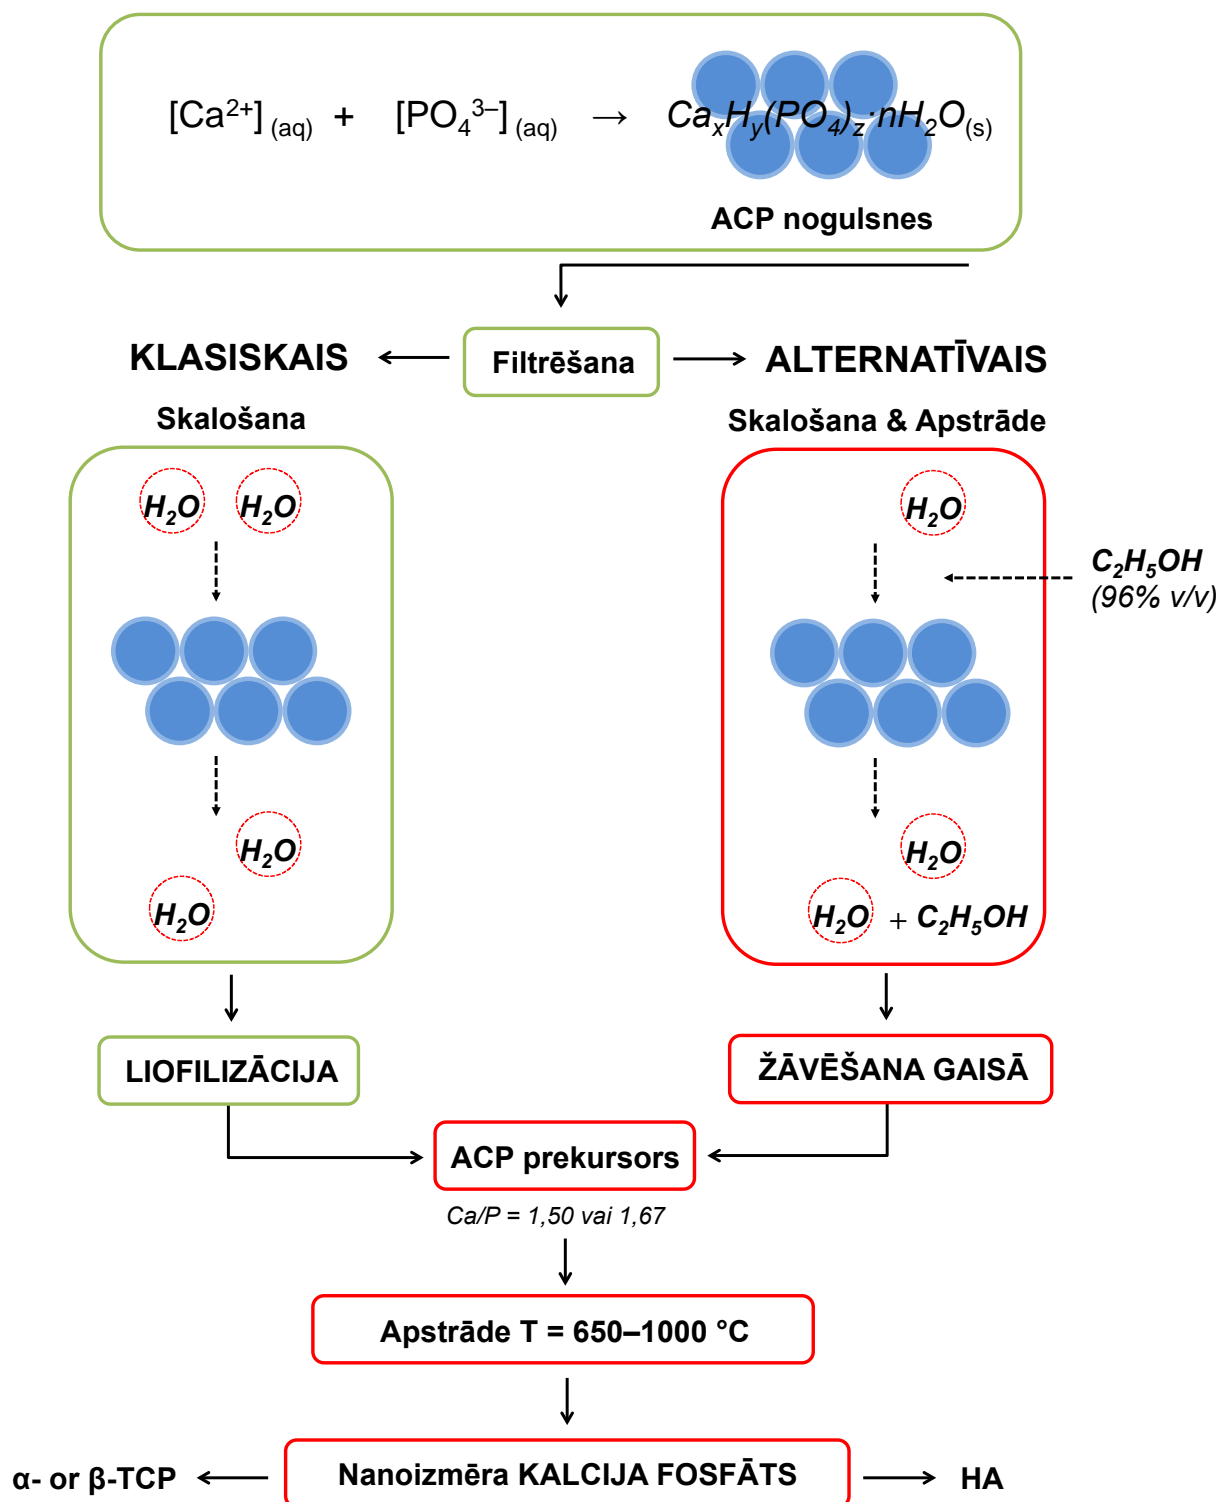 [Ca²⁺] (aq) + [PO₄³⁻] (aq) → CaₓHᵧ(PO₄)z·nH₂O(s)
ACP nogulsnes
KLASISKAIS
Filtrēšana
ALTERNATĪVAIS
Skalošana
Skalošana & Apstrāde
H₂O H₂O
H₂O
C₂H₅OH
(96% v/v)
H₂O
H₂O
H₂O
H₂O + C₂H₅OH
LIOFILIZĀCIJA
ŽĀVĒŠANA GAISĀ
ACP prekursors
Ca/P = 1,50 vai 1,67
Apstrāde T = 650–1000 °C
α- or β-TCP
Nanoizmēra KALCIJA FOSFĀTS
HA